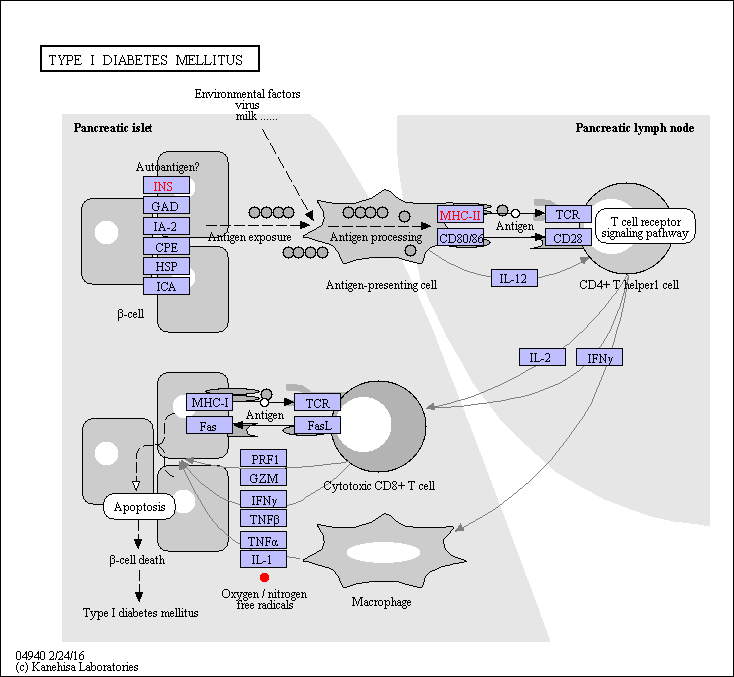 TYPE I DIABETES MELLITUS
Environmental factors
virus
milk ......
Pancreatic islet
Pancreatic lymph node
Autoantigen?
INS
GAD
IA-2
CPE
HSP
ICA
β-cell
Antigen exposure
Antigen processing
Antigen-presenting cell
MHC-II
CD80/86
Antigen
TCR
CD28
T cell receptor
signaling pathway
IL-12
CD4+ T helper1 cell
IL-2
IFNγ
MHC-I
Fas
Antigen
TCR
FasL
Cytotoxic CD8+ T cell
PRF1
GZM
IFNγ
TNFβ
TNFα
IL-1
Oxygen / nitrogen
free radicals
Macrophage
Apoptosis
β-cell death
Type I diabetes mellitus
04940 2/24/16
(c) Kanehisa Laboratories